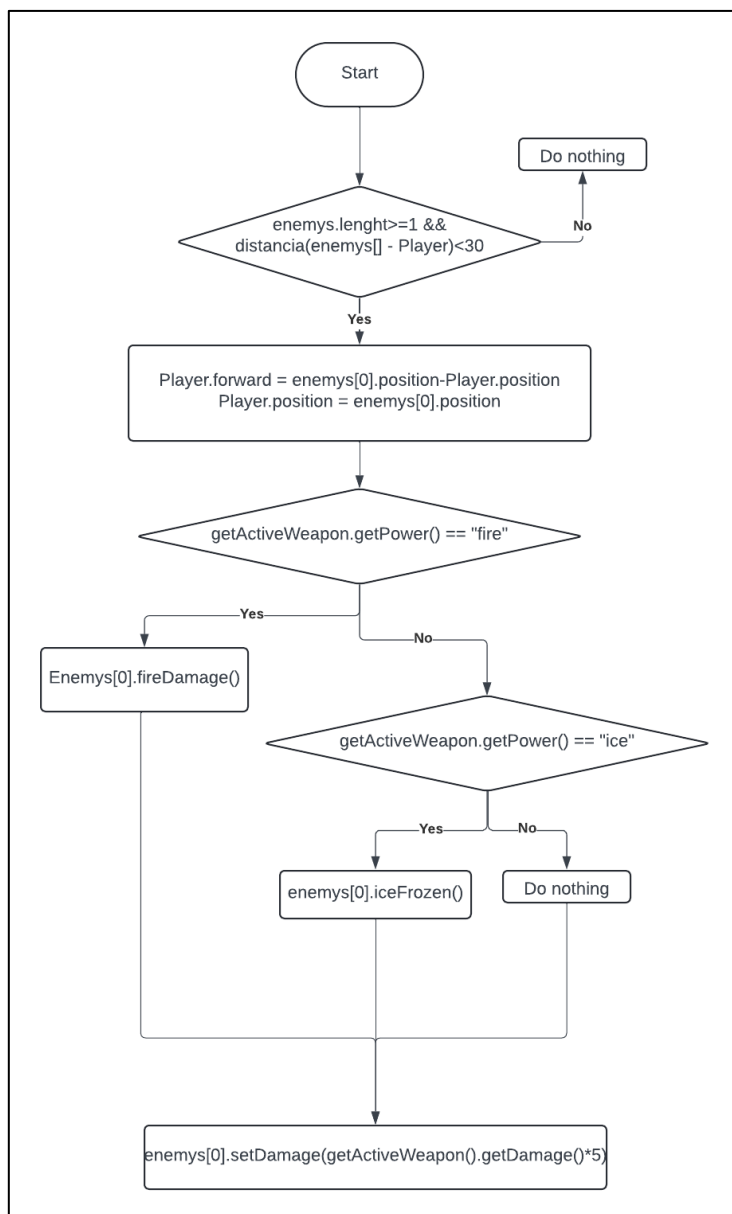 Start
Do nothing
enemys.lenght>=1 &&
distancia(enemys[] - Player)<30
No
Yes
Player.forward = enemys[0].position-Player.position
Player.position = enemys[0].position
getActiveWeapon.getPower() == "fire"
Yes
No
Enemys[0].fireDamage()
getActiveWeapon.getPower() == "ice"
Yes
No
enemys[0].iceFrozen()
Do nothing
enemys[0].setDamage(getActiveWeapon().getDamage()*5)